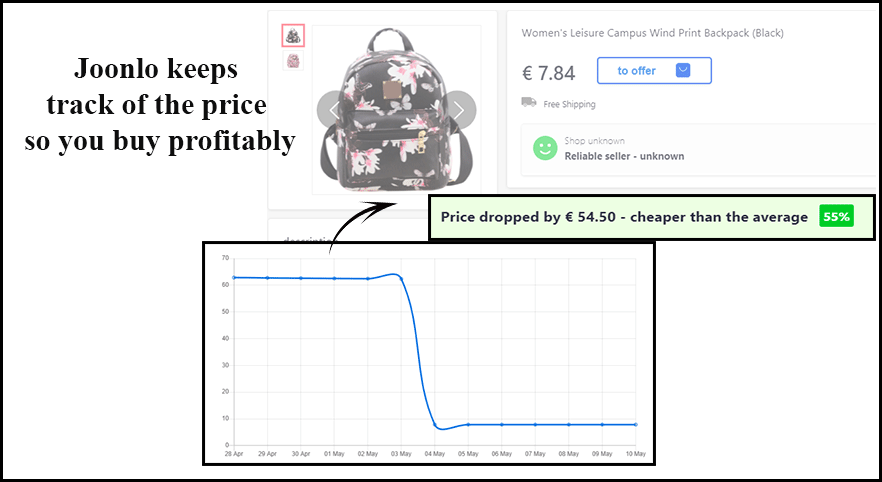 Joonlo keeps
track of the price
so you buy profitably
Women's Leisure Campus Wind Print Backpack (Black)
€ 7.84
to offer
Free Shipping
Shop unknown
Reliable seller - unknown
Price dropped by € 54.50 - cheaper than the average 55%
description
70
60
50
40
30
20
10
0
28 Apr 29 Apr 30 Apr 01 May 02 May 03 May 04 May 05 May 06 May 07 May 08 May 09 May 10 May